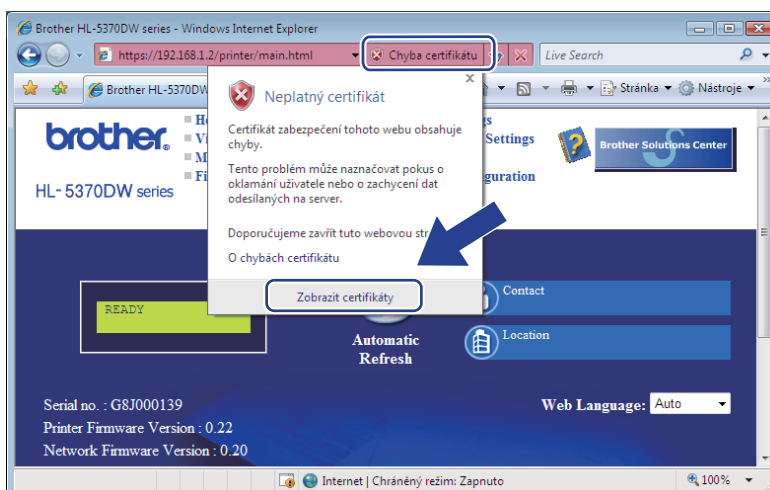 Brother HL-5370DW series - Windows Internet Explorer
https://192.168.1.2/printer/main.html
Chyba certifikátu
Live Search
Brother HL-5370DW
Stránka
Nástroje
brother.
HL-5370DW series
Settings
Brother Solutions Center
Neplatný certifikát
Certifikát zabezpečení tohoto webu obsahuje
chyby.
Tento problém může naznačovat pokus o
oklamání uživatele nebo o zachycení dat
odesílaných na server.
Doporučujeme zavřít tuto webovou
O chybách certifikátu
Zobrazit certifikáty
READY
Contact
Location
Automatic
Refresh
Serial no. : G8J000139
Web Language: Auto
Printer Firmware Version : 0.22
Network Firmware Version : 0.20
Internet | Chráněný režim: Zapnuto
100%